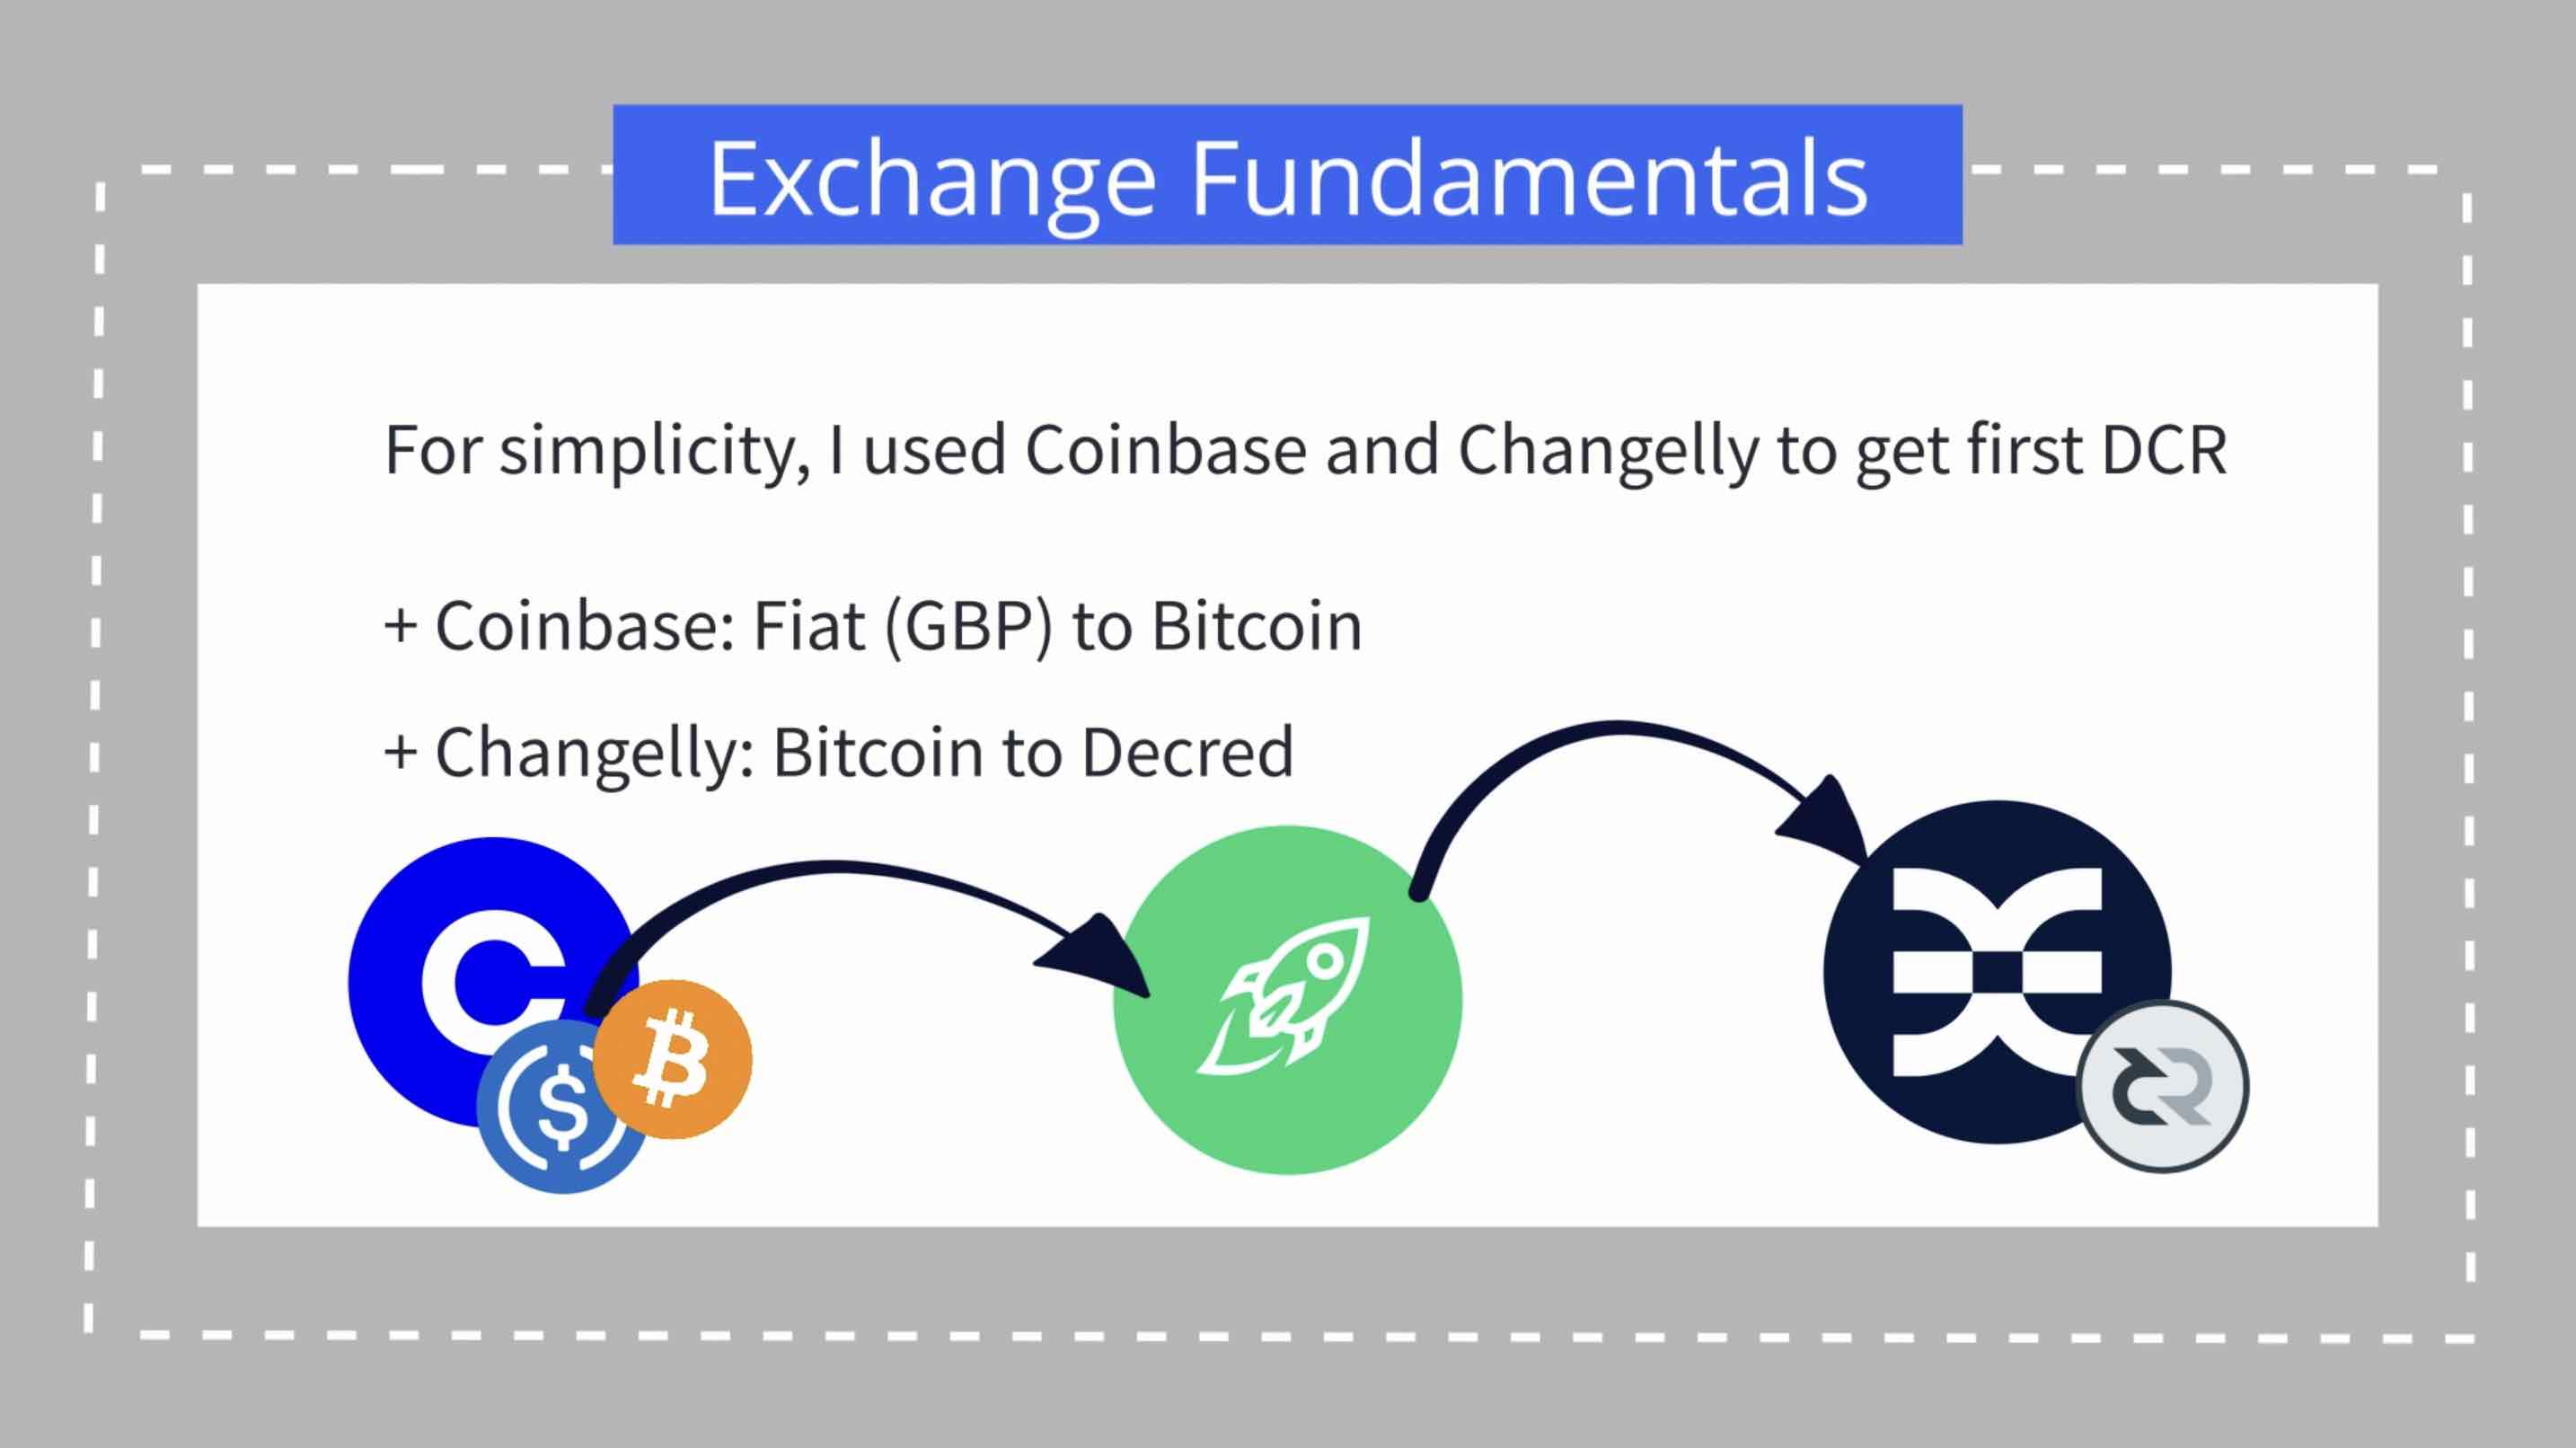 Exchange Fundamentals
For simplicity, I used Coinbase and Changelly to get first DCR
+ Coinbase: Fiat (GBP) to Bitcoin
+ Changelly: Bitcoin to Decred